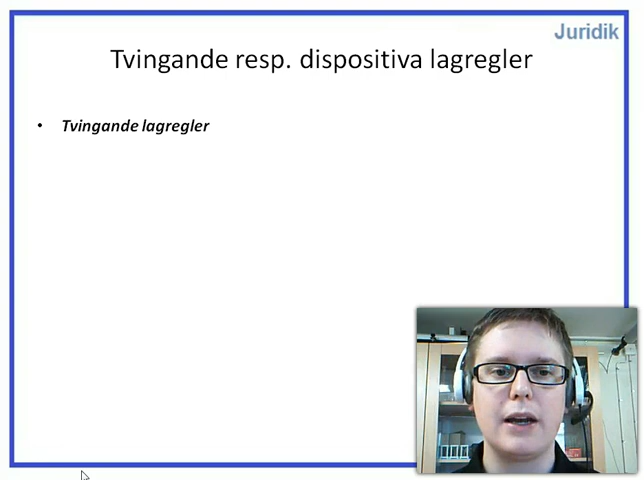 Juridik
Tvingande resp. dispositiva lagregler
• Tvingande lagregler